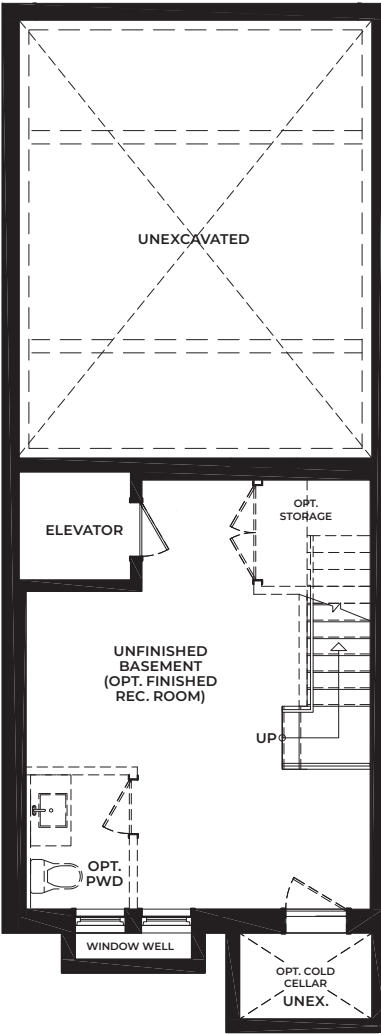 UNEXCAVATED
OPT.
STORAGE
ELEVATOR
UNFINISHED
BASEMENT
(OPT. FINISHED
REC. ROOM)
UP
OPT.
PWD
WINDOW WELL
OPT. COLD
CELLAR
UNEX.